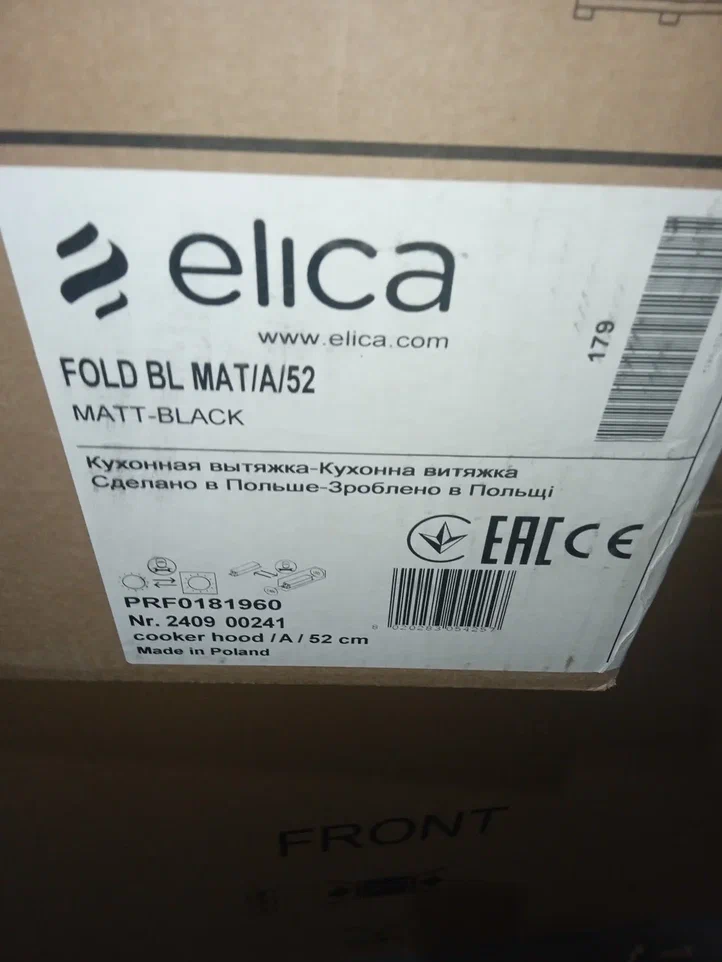 elica
www.elica.com
FOLD BL MAT/A/52
MATT-BLACK
179
Кухонная вытяжка-Кухонна витяжка
Сделано в Польше-Зроблено в Польщі
EAC CE
PRF0181960
Nr. 2409 00241
cooker hood /A/ 52 cm
Made in Poland
FRONT